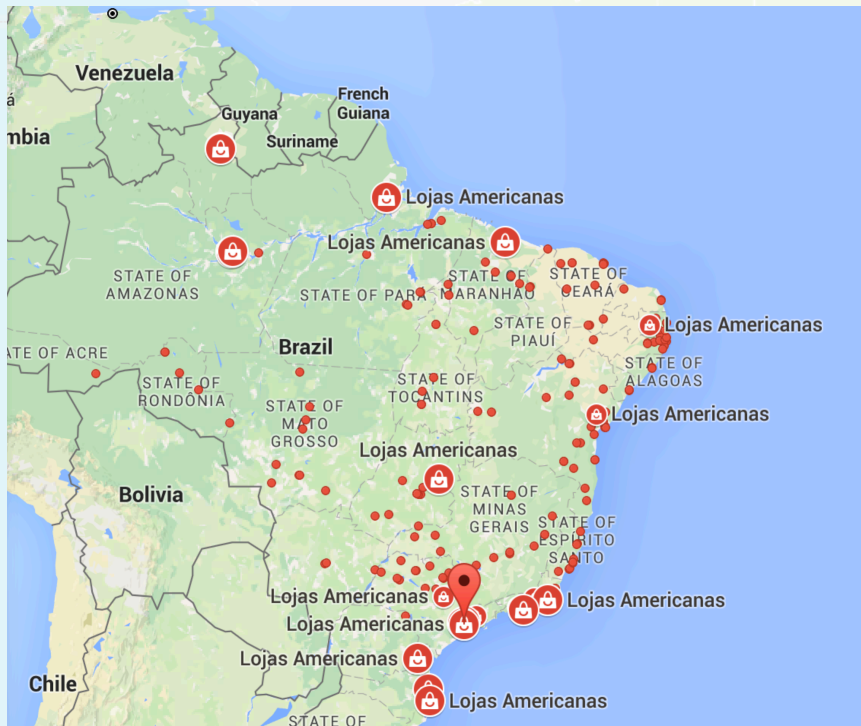 Venezuela
á
mbia
Guyana
French
Guiana
Suriname
Lojas Americanas
Lojas Americanas
STATE OF
AMAZONAS
STATE OF PARÁ
STATE OF
MARANHÃO
STATE OF
CEARÁ
Lojas Americanas
STATE OF
PIAUÍ
Brazil
ATE OF ACRE
STATE OF
ALAGOAS
STATE OF
RONDÔNIA
STATE OF
TOCANTINS
STATE OF
MATO
GROSSO
Lojas Americanas
Lojas Americanas
Bolivia
STATE OF
MINAS
GERAIS
STATE OF
ESPÍRITO
SANTO
Lojas Americanas
Lojas Americanas
Lojas Americanas
Lojas Americanas
Chile
Lojas Americanas
STATE OF